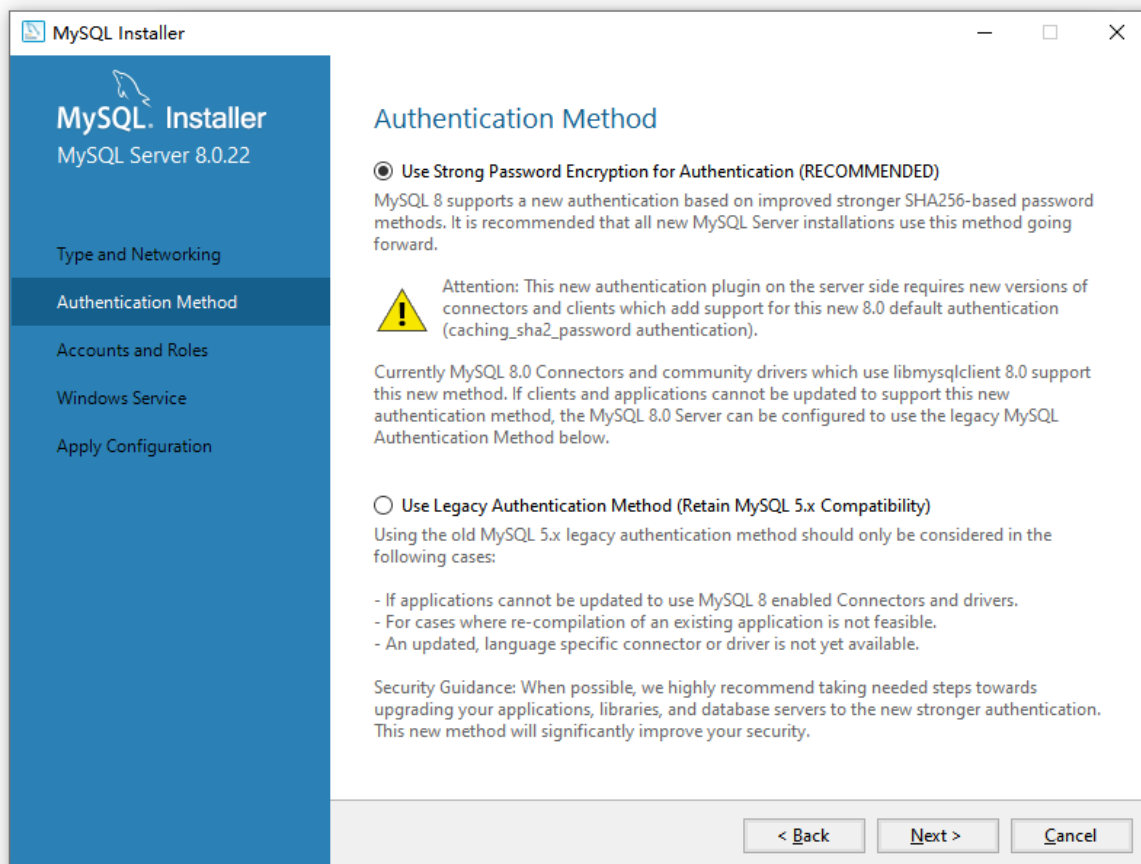 MySQL Installer
MySQL. Installer
MySQL Server 8.0.22
Type and Networking
Authentication Method
Accounts and Roles
Windows Service
Apply Configuration
Authentication Method
Use Strong Password Encryption for Authentication (RECOMMENDED)
MySQL 8 supports a new authentication based on improved stronger SHA256-based password
methods. It is recommended that all new MySQL Server installations use this method going
forward.
Attention: This new authentication plugin on the server side requires new versions of
connectors and clients which add support for this new 8.0 default authentication
(caching_sha2_password authentication).
Currently MySQL 8.0 Connectors and community drivers which use libmysqlclient 8.0 support
this new method. If clients and applications cannot be updated to support this new
authentication method, the MySQL 8.0 Server can be configured to use the legacy MySQL
Authentication Method below.
Use Legacy Authentication Method (Retain MySQL 5.x Compatibility)
Using the old MySQL 5.x legacy authentication method should only be considered in the
following cases:
- If applications cannot be updated to use MySQL 8 enabled Connectors and drivers.
- For cases where re-compilation of an existing application is not feasible.
- An updated, language specific connector or driver is not yet available.
Security Guidance: When possible, we highly recommend taking needed steps towards
upgrading your applications, libraries, and database servers to the new stronger authentication.
This new method will significantly improve your security.
< Back
Next >
Cancel